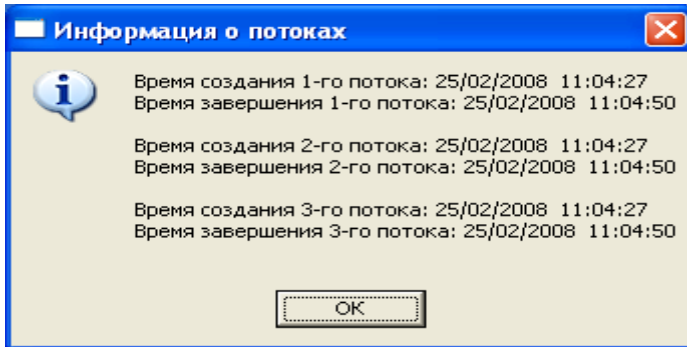 Информация о потоках
Время создания 1-го потока: 25/02/2008 11:04:27
Время завершения 1-го потока: 25/02/2008 11:04:50
Время создания 2-го потока: 25/02/2008 11:04:27
Время завершения 2-го потока: 25/02/2008 11:04:50
Время создания 3-го потока: 25/02/2008 11:04:27
Время завершения 3-го потока: 25/02/2008 11:04:50
ОК